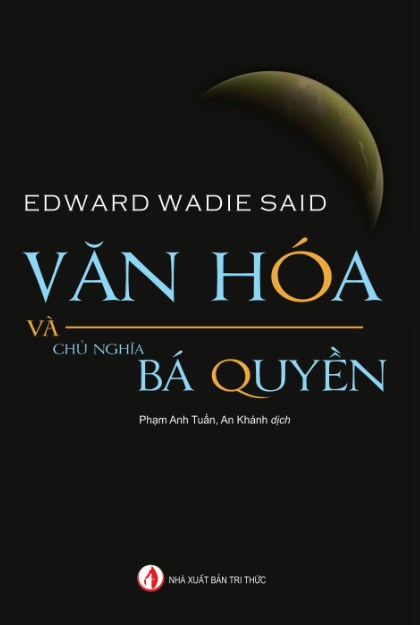 EDWARD WADIE SAID
VĂN HÓA
VÀ
CHỦ NGHĨA
BÁ QUYỀN
Phạm Anh Tuấn, An Khánh dịch
NHÀ XUẤT BẢN TRI THỨC